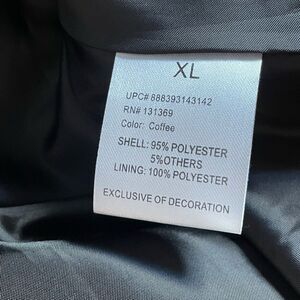 XL
UPC# 888393143142
RN# 131369
Color: Coffee
SHELL: 95% POLYESTER
5%OTHERS
LINING: 100% POLYESTER
EXCLUSIVE OF DECORATION